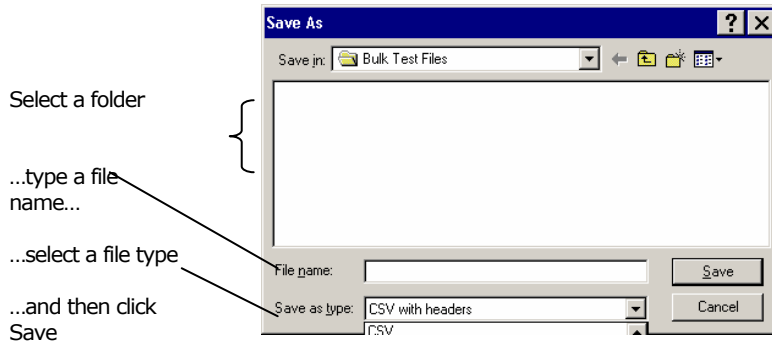 Save As
Save in: Bulk Test Files
Select a folder
...type a file
name...
...select a file type
...and then click
Save
File name: Save
Save as type: CSV with headers Cancel
CSV